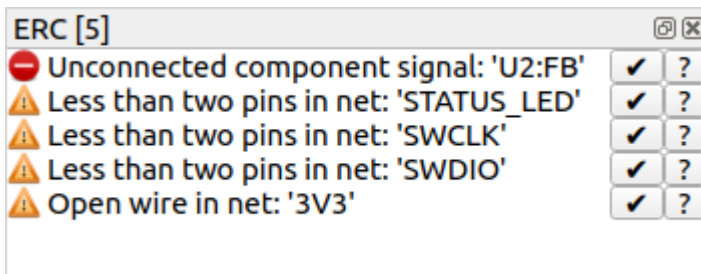 ERC [5]
Unconnected component signal: 'U2:FB' ✔ ?
Less than two pins in net: 'STATUS_LED' ✔ ?
Less than two pins in net: 'SWCLK' ✔ ?
Less than two pins in net: 'SWDIO' ✔ ?
Open wire in net: '3V3' ✔ ?